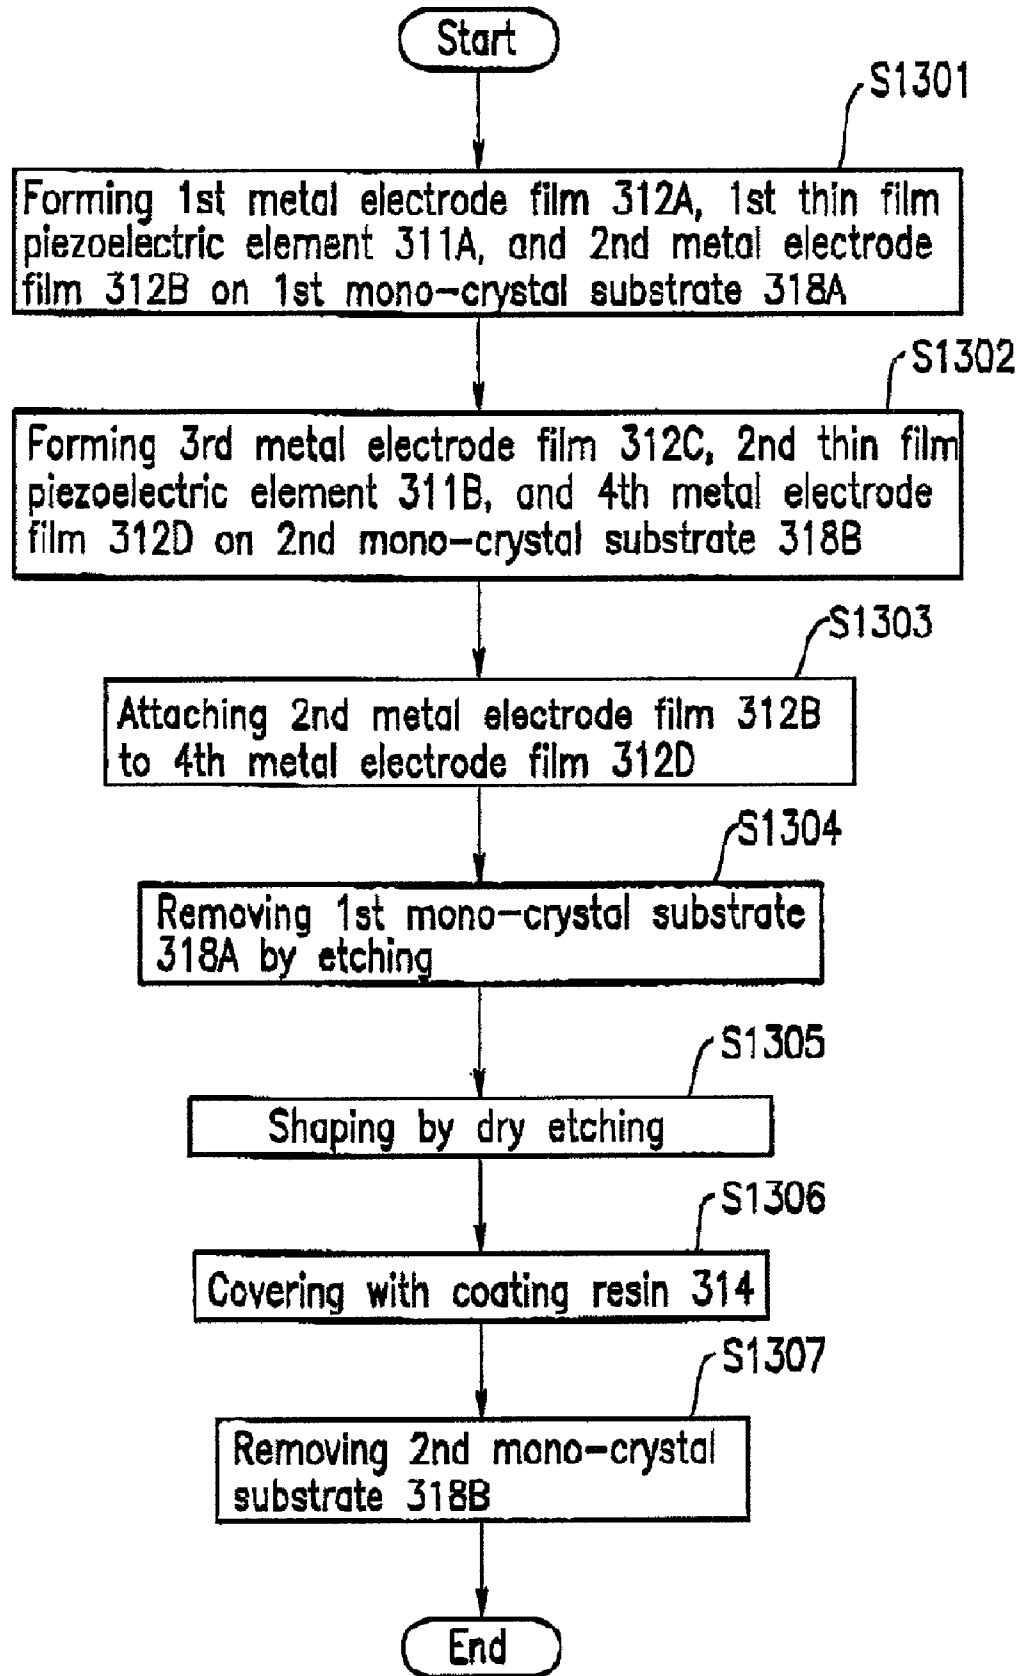 Start
S1301
Forming 1st metal electrode film 312A, 1st thin film
piezoelectric element 311A, and 2nd metal electrode
film 312B on 1st mono-crystal substrate 318A
S1302
Forming 3rd metal electrode film 312C, 2nd thin film
piezoelectric element 311B, and 4th metal electrode
film 312D on 2nd mono-crystal substrate 318B
S1303
Attaching 2nd metal electrode film 312B
to 4th metal electrode film 312D
S1304
Removing 1st mono-crystal substrate
318A by etching
S1305
Shaping by dry etching
S1306
Covering with coating resin 314
S1307
Removing 2nd mono-crystal
substrate 318B
End